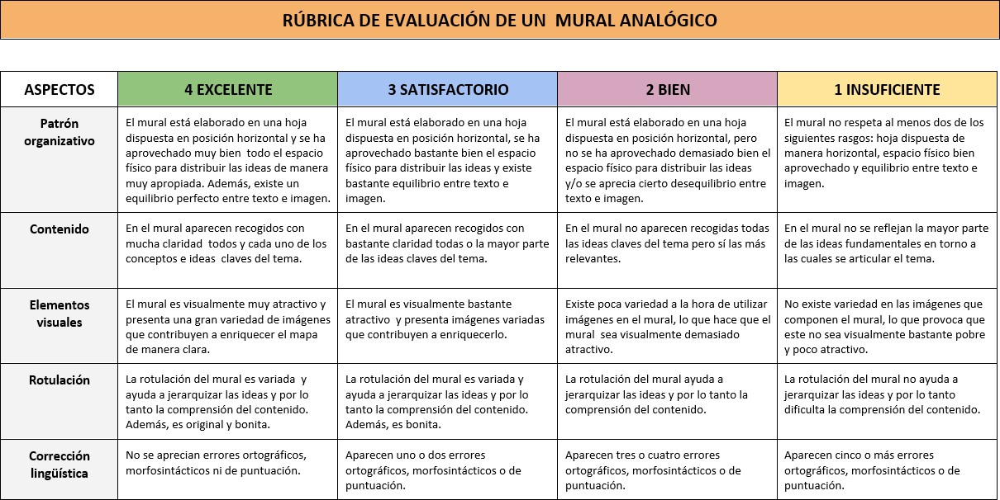 RÚBRICA DE EVALUACIÓN DE UN MURAL ANALÓGICO
ASPECTOS
4 EXCELENTE
3 SATISFACTORIO
2 BIEN
1 INSUFICIENTE
Patrón
organizativo
El mural está elaborado en una hoja
dispuesta en posición horizontal y se ha
aprovechado muy bien todo el espacio
físico para distribuir las ideas de manera
muy apropiada. Además, existe un
equilibrio perfecto entre texto e imagen.
El mural está elaborado en una hoja
dispuesta en posición horizontal, se ha
aprovechado bastante bien el espacio
físico para distribuir las ideas y existe
bastante equilibrio entre texto e
imagen.
El mural está elaborado en una hoja
dispuesta en posición horizontal, pero
no se ha aprovechado demasiado bien el
espacio físico para distribuir las ideas
y/o se aprecia cierto desequilibrio entre
texto e imagen.
El mural no respeta al menos dos de los
siguientes rasgos: hoja dispuesta de
manera horizontal, espacio físico bien
aprovechado y equilibrio entre texto e
imagen.
Contenido
En el mural aparecen recogidos con
mucha claridad todos y cada uno de los
conceptos e ideas claves del tema.
En el mural aparecen recogidos con
bastante claridad todas o la mayor parte
de las ideas claves del tema.
En el mural no aparecen recogidas todas
las ideas claves del tema pero sí las más
relevantes.
En el mural no se reflejan la mayor parte
de las ideas fundamentales en torno a
las cuales se articular el tema.
Elementos
visuales
El mural es visualmente muy atractivo y
presenta una gran variedad de imágenes
que contribuyen a enriquecer el mapa
de manera clara.
El mural es visualmente bastante
atractivo y presenta imágenes variadas
que contribuyen a enriquecerlo.
Existe poca variedad a la hora de utilizar
imágenes en el mural, lo que hace que el
mural sea visualmente demasiado
atractivo.
No existe variedad en las imágenes que
componen el mural, lo que provoca que
este no sea visualmente bastante pobre
y poco atractivo.
Rotulación
La rotulación del mural es variada y
ayuda a jerarquizar las ideas y por lo
tanto la comprensión del contenido.
Además, es original y bonita.
La rotulación del mural es variada y
ayuda a jerarquizar las ideas y por lo
tanto la comprensión del contenido.
Además, es bonita.
La rotulación del mural ayuda a
jerarquizar las ideas y por lo tanto la
comprensión del contenido.
La rotulación del mural no ayuda a
jerarquizar las ideas y por lo tanto
dificulta la comprensión del contenido.
Corrección
lingüística
No se aprecian errores ortográficos,
morfosintácticos ni de puntuación.
Aparecen uno o dos errores
ortográficos, morfosintácticos o de
puntuación.
Aparecen tres o cuatro errores
ortográficos, morfosintácticos o de
puntuación.
Aparecen cinco o más errores
ortográficos, morfosintácticos o de
puntuación.